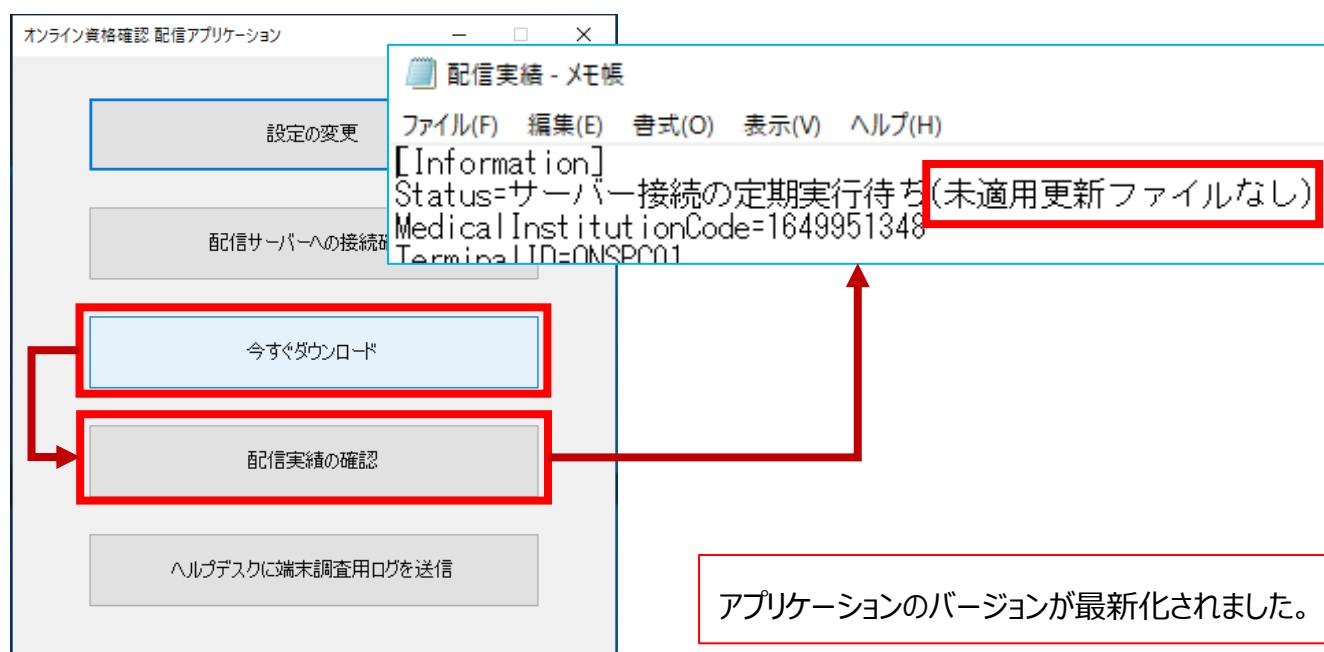 オンライン資格確認 配信アプリケーション
設定の変更
配信サーバーへの接続確
今すぐダウンロード
配信実績の確認
ヘルプデスクに端末調査用ログを送信
配信実績 - メモ帳
ファイル(F) 編集(E) 書式(O) 表示(V) ヘルプ(H)
[Information]
Status=サーバー接続の定期実行待ち(未適用更新ファイルなし)
MedicalInstitutionCode=1649951348
TerminalID=ONSPC01
アプリケーションのバージョンが最新化されました。